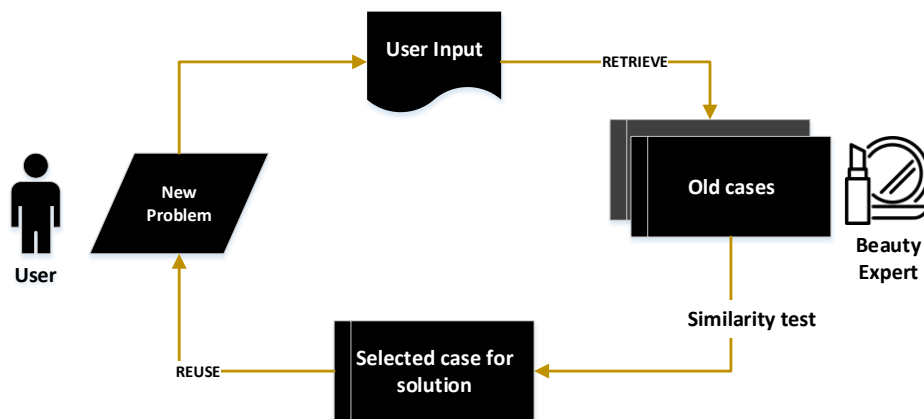 User Input
RETRIEVE
New
Problem
Old cases
User
Beauty
Expert
Similarity test
Selected case for
solution
REUSE